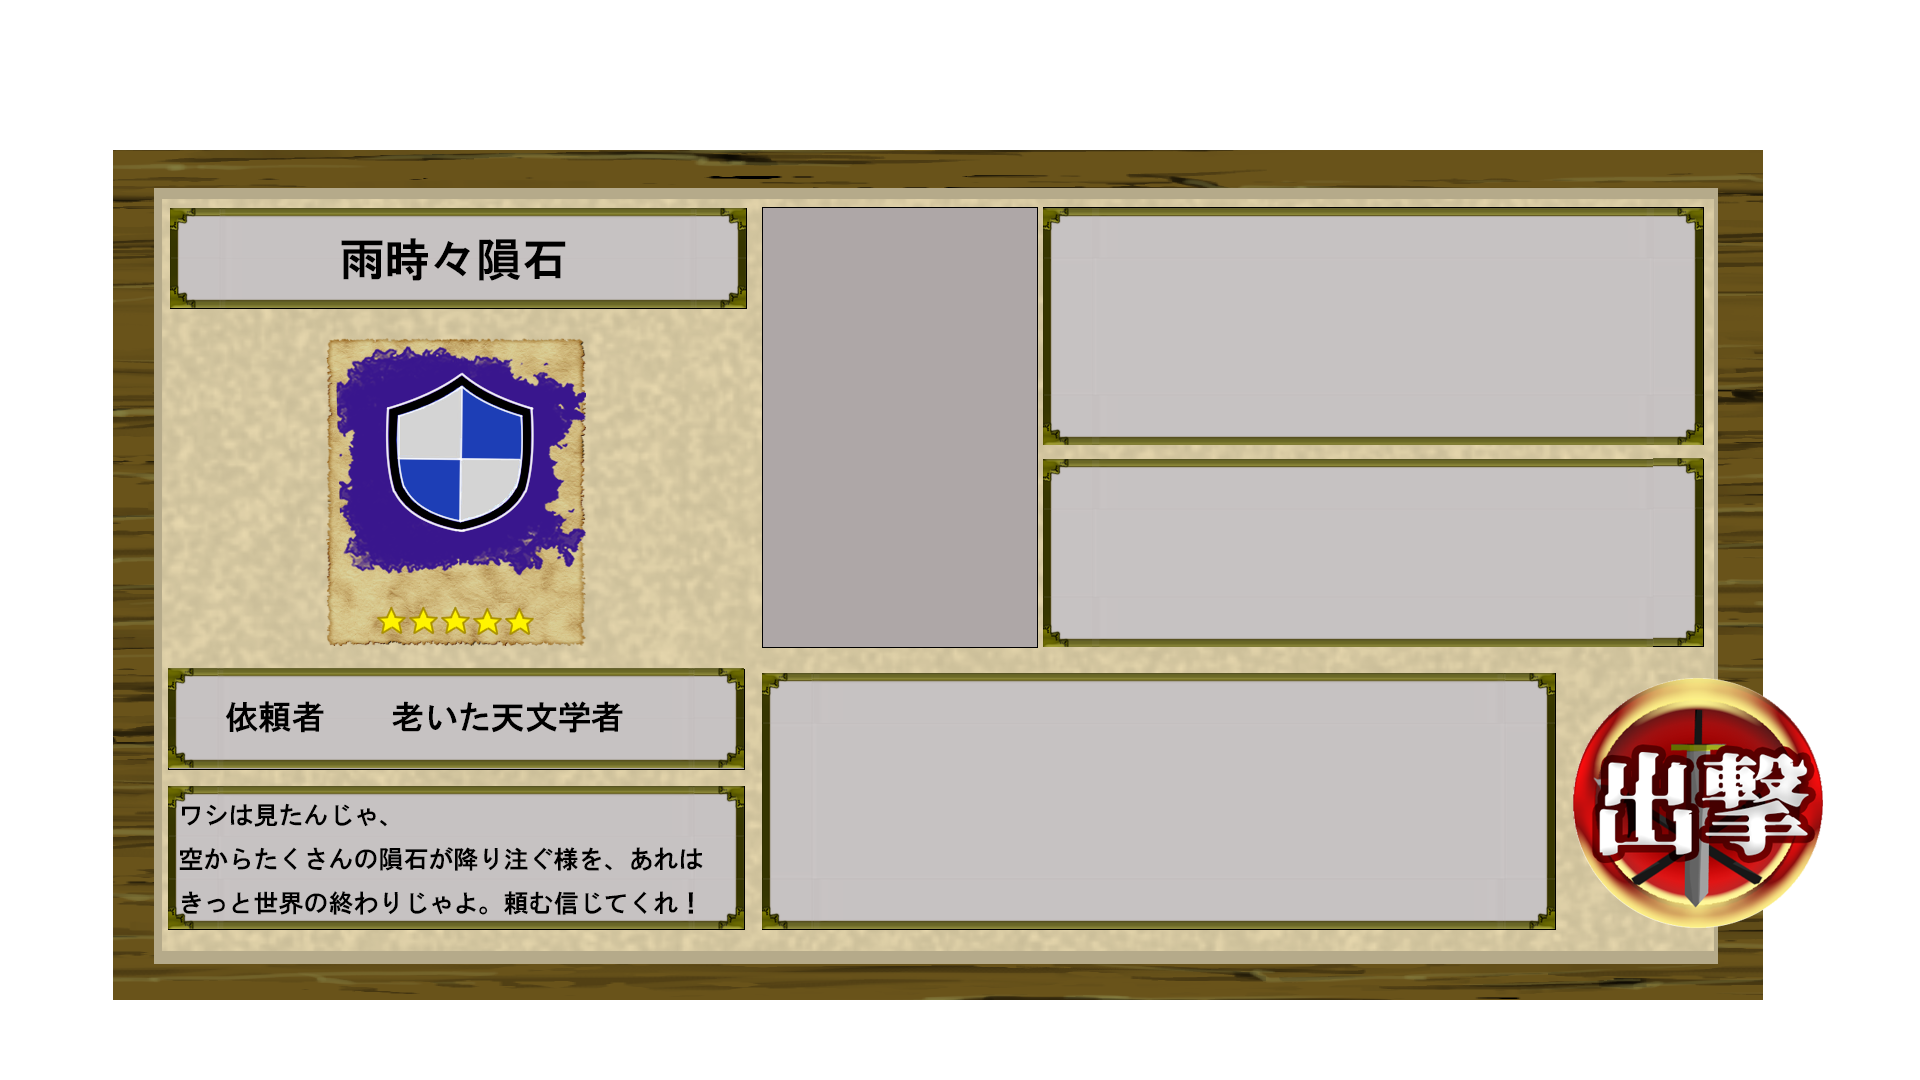 雨時々隕石
依頼者　　老いた天文学者
ワシは見たんじゃ、
空からたくさんの隕石が降り注ぐ様を、あれは
きっと世界の終わりじゃよ。頼む信じてくれ！
出撃